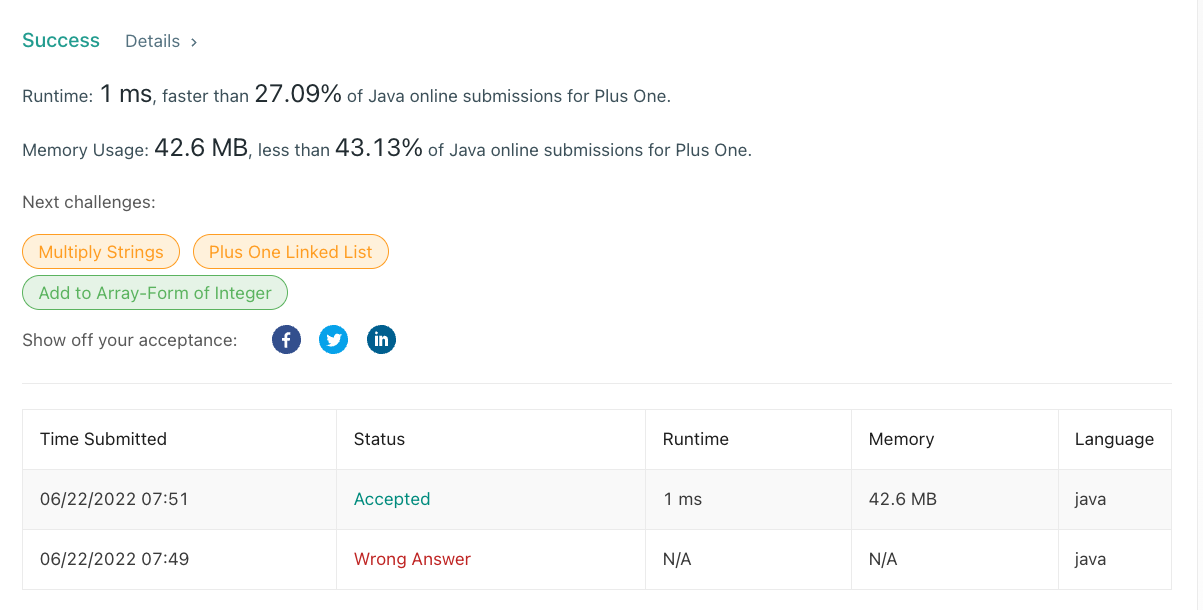 Success Details >
Runtime: 1 ms, faster than 27.09% of Java online submissions for Plus One.
Memory Usage: 42.6 MB, less than 43.13% of Java online submissions for Plus One.
Next challenges:
Multiply Strings Plus One Linked List
Add to Array-Form of Integer
Show off your acceptance: f in
Time Submitted Status Runtime Memory Language
06/22/2022 07:51 Accepted 1 ms 42.6 MB java
06/22/2022 07:49 Wrong Answer N/A N/A java